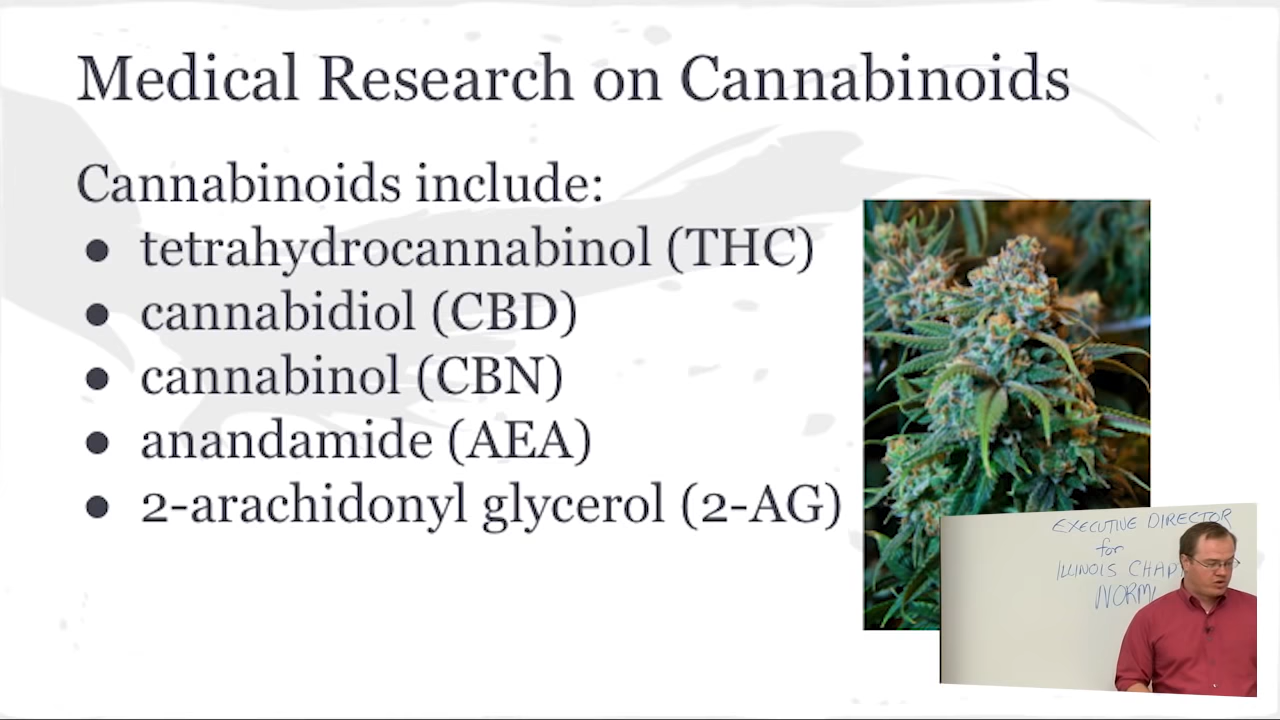 Medical Research on Cannabinoids
Cannabinoids include:
● tetrahydrocannabinol (THC)
● cannabidiol (CBD)
● cannabinol (CBN)
● anandamide (AEA)
● 2-arachidonyl glycerol (2-AG)
EXECUTIVE DIRECTOR
for
ILLINOIS CHAP
NORML